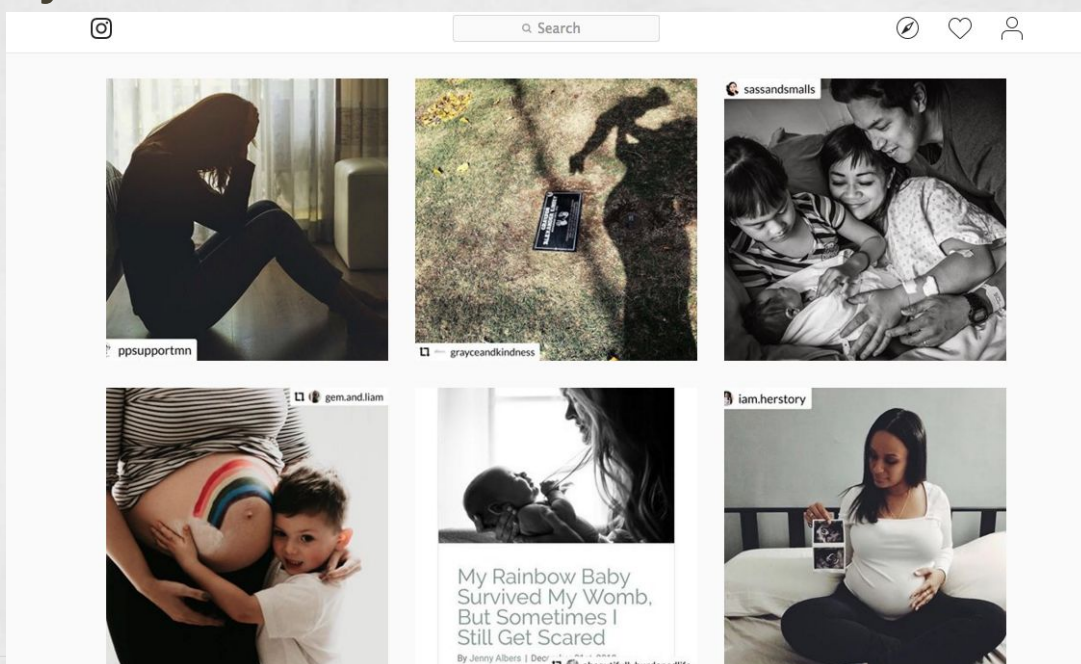 Search
sassandsmalls
ppsupportmn
grayceandkindness
gem.and.liam
iam.herstory
My Rainbow Baby
Survived My Womb,
But Sometimes I
Still Get Scared
By Jenny Albers |